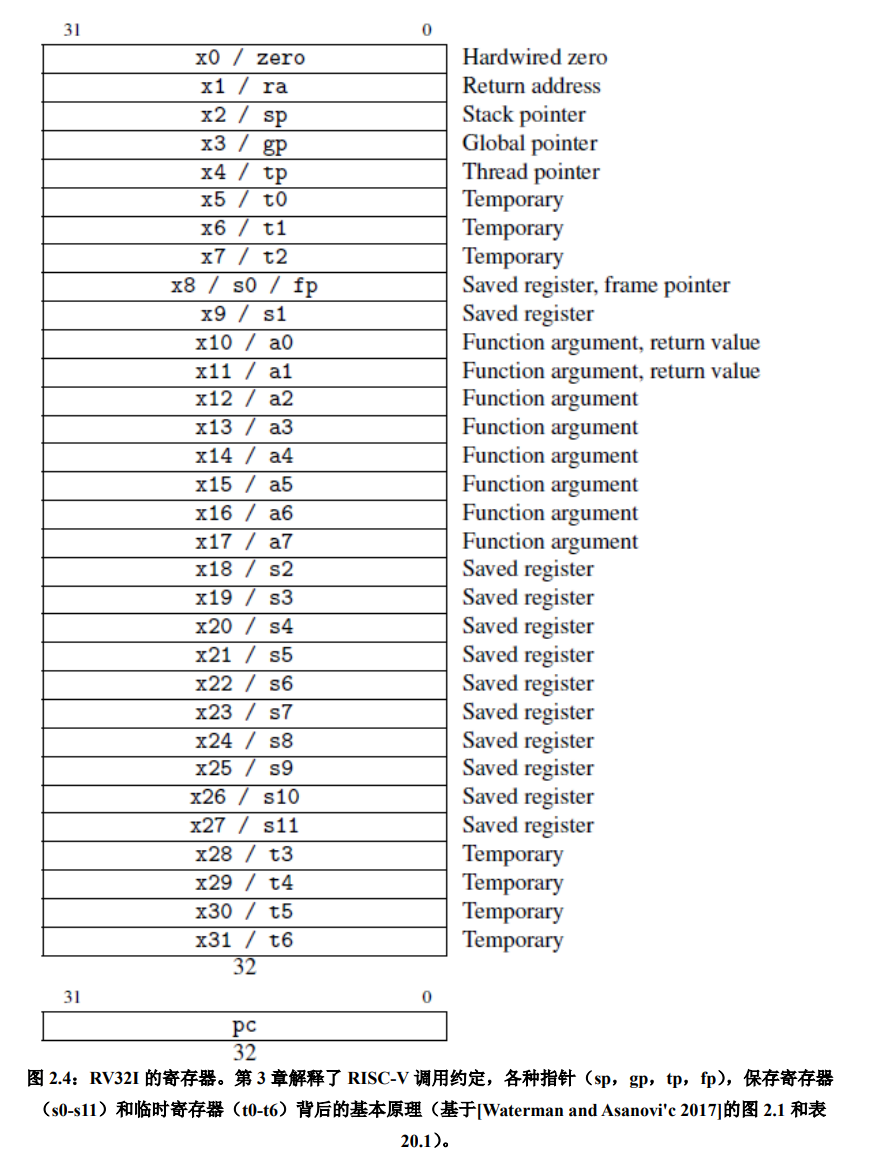 31 0
x0 / zero Hardwired zero
x1 / ra Return address
x2 / sp Stack pointer
x3 / gp Global pointer
x4 / tp Thread pointer
x5 / t0 Temporary
x6 / t1 Temporary
x7 / t2 Temporary
x8 / s0 / fp Saved register, frame pointer
x9 / s1 Saved register
x10 / a0 Function argument, return value
x11 / a1 Function argument, return value
x12 / a2 Function argument
x13 / a3 Function argument
x14 / a4 Function argument
x15 / a5 Function argument
x16 / a6 Function argument
x17 / a7 Function argument
x18 / s2 Saved register
x19 / s3 Saved register
x20 / s4 Saved register
x21 / s5 Saved register
x22 / s6 Saved register
x23 / s7 Saved register
x24 / s8 Saved register
x25 / s9 Saved register
x26 / s10 Saved register
x27 / s11 Saved register
x28 / t3 Temporary
x29 / t4 Temporary
x30 / t5 Temporary
x31 / t6 Temporary
32
31 0
pc
32
图 2.4：RV32I 的寄存器。第 3 章解释了 RISC-V 调用约定，各种指针（sp，gp，tp，fp），保存寄存器
（s0-s11）和临时寄存器（t0-t6）背后的基本原理（基于[Waterman and Asanovi'c 2017]的图 2.1 和表
20.1）。